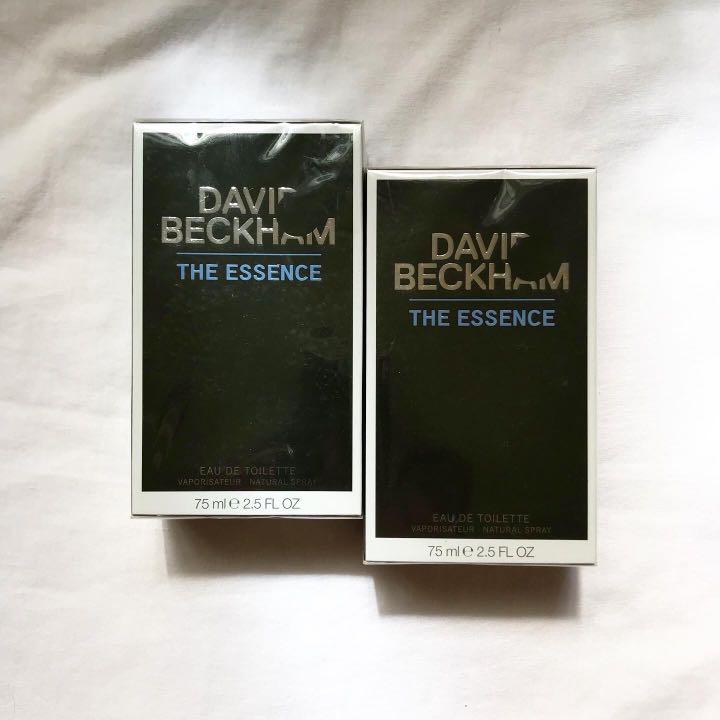 DAVID
BECKHAM
THE ESSENCE
EAU DE TOILETTE
VAPORISATEUR · NATURAL SPRAY
75 ml ℮ 2.5 FL OZ
DAVID
BECKHAM
THE ESSENCE
EAU DE TOILETTE
VAPORISATEUR · NATURAL SPRAY
75 ml ℮ 2.5 FL OZ